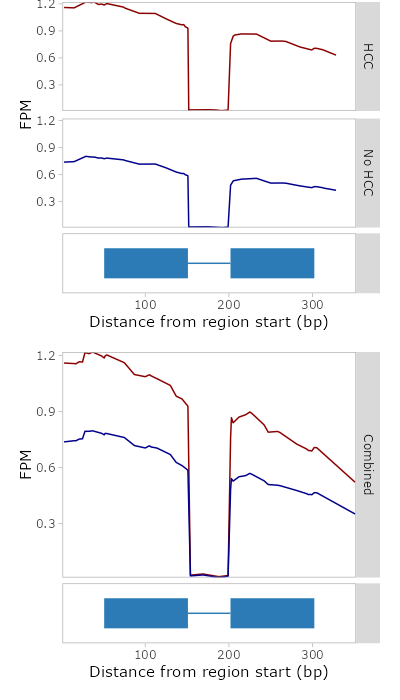 1.2
0.9
0.6
0.3
HCC
FPM
1.2
0.9
0.6
0.3
No HCC
100 200 300
Distance from region start (bp)
1.2
0.9
0.6
0.3
FPM
Combined
100 200 300
Distance from region start (bp)